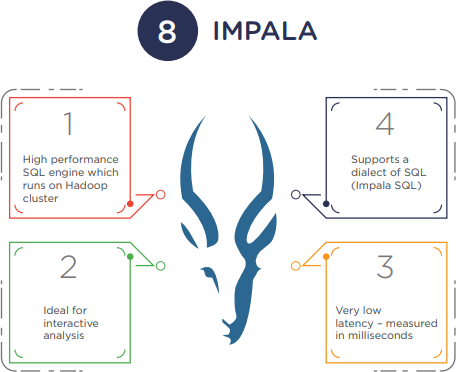 8 IMPALA
1
High performance
SQL engine which
runs on Hadoop
cluster
2
Ideal for
interactive
analysis
3
Very low
latency – measured
in milliseconds
4
Supports a
dialect of SQL
(Impala SQL)